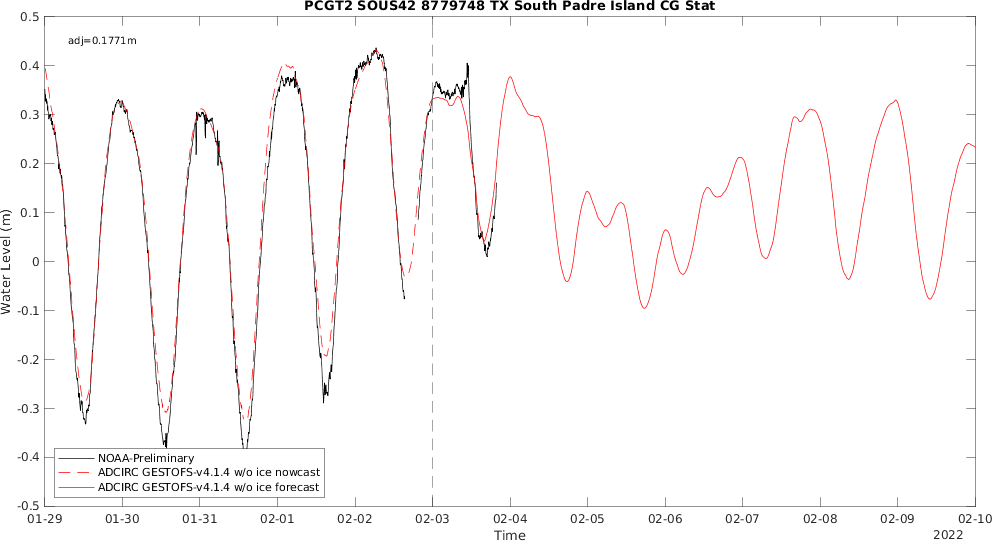 PCGT2 SOUS42 8779748 TX South Padre Island CG Stat
adj=0.1771m
0.5
0.4
0.3
0.2
0.1
0
-0.1
-0.2
-0.3
-0.4
-0.5
Water Level (m)
NOAA-Preliminary
ADCIRC GESTOFS-v4.1.4 w/o ice nowcast
ADCIRC GESTOFS-v4.1.4 w/o ice forecast
01-29 01-30 01-31 02-01 02-02 02-03 02-04 02-05 02-06 02-07 02-08 02-09 02-10
Time
2022